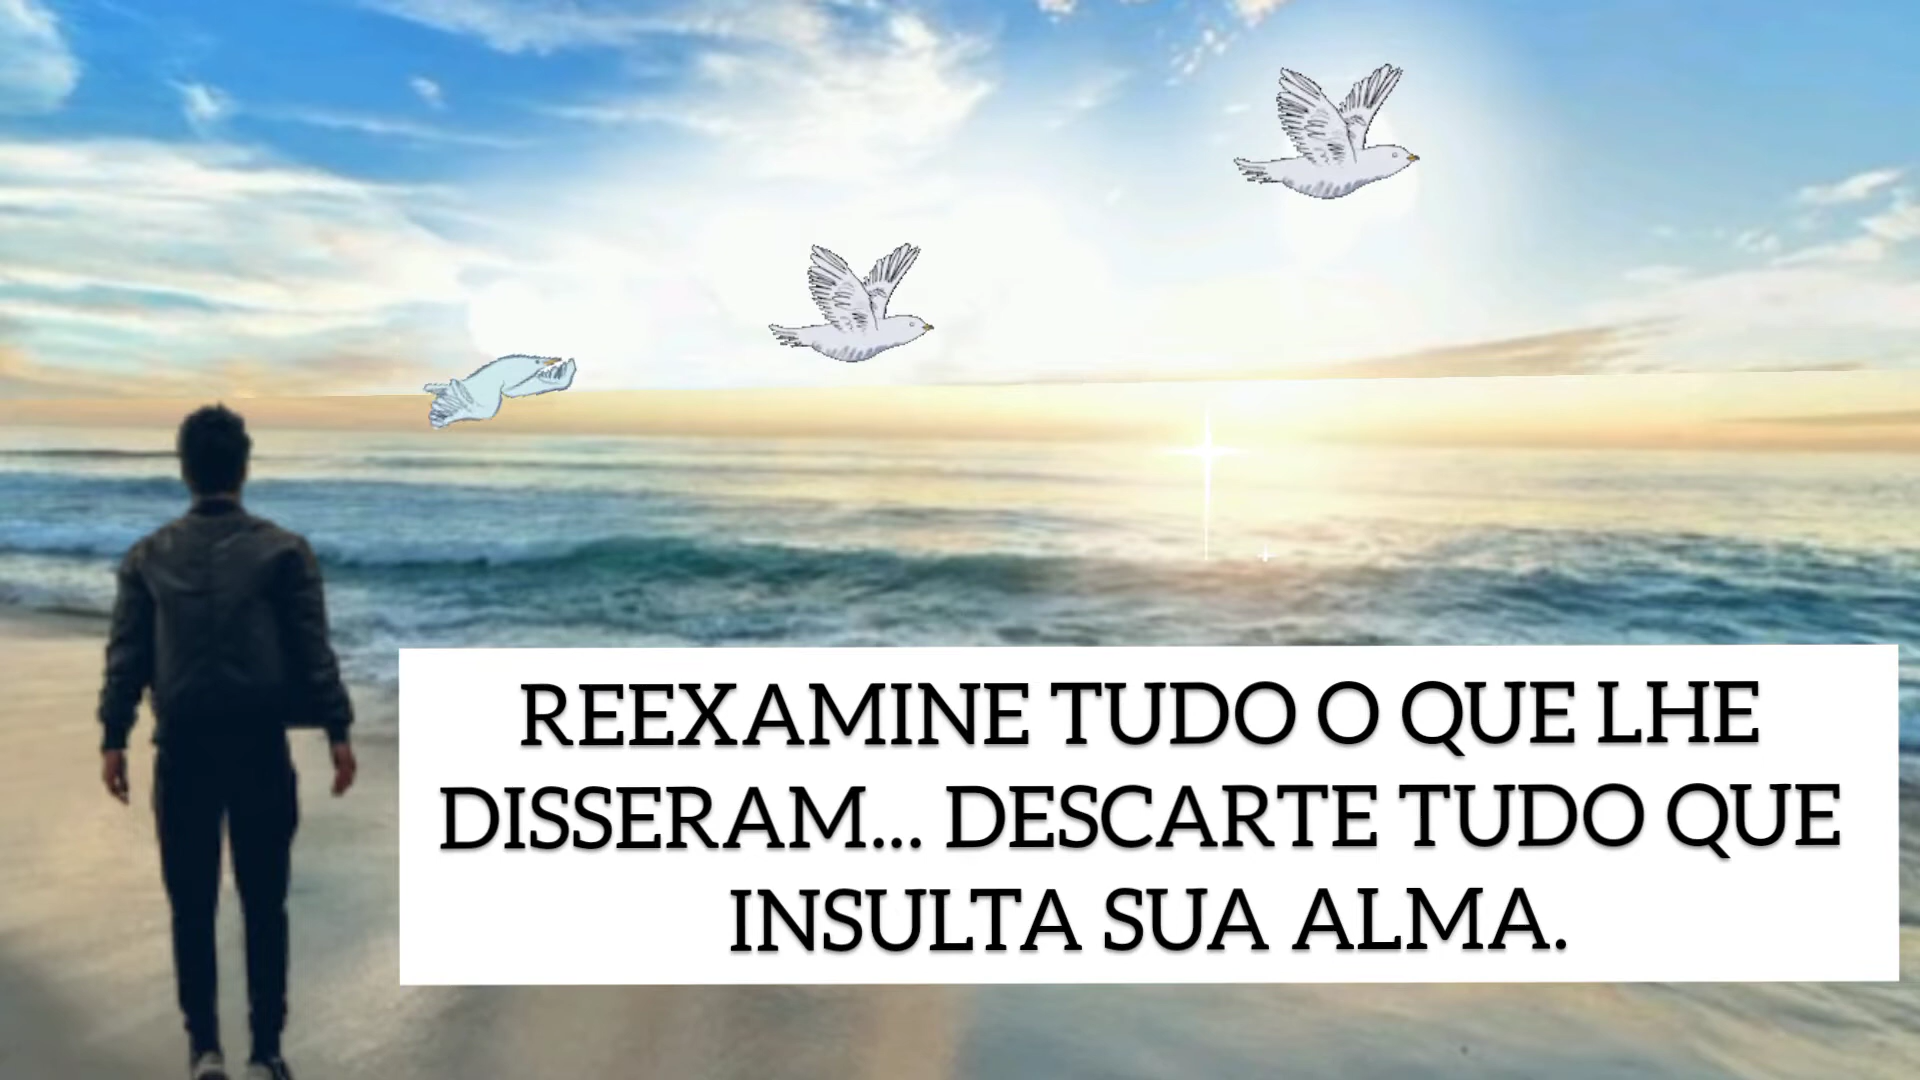 REEXAMINE TUDO O QUE LHE
DISSERAM... DESCARTE TUDO QUE
INSULTA SUA ALMA.